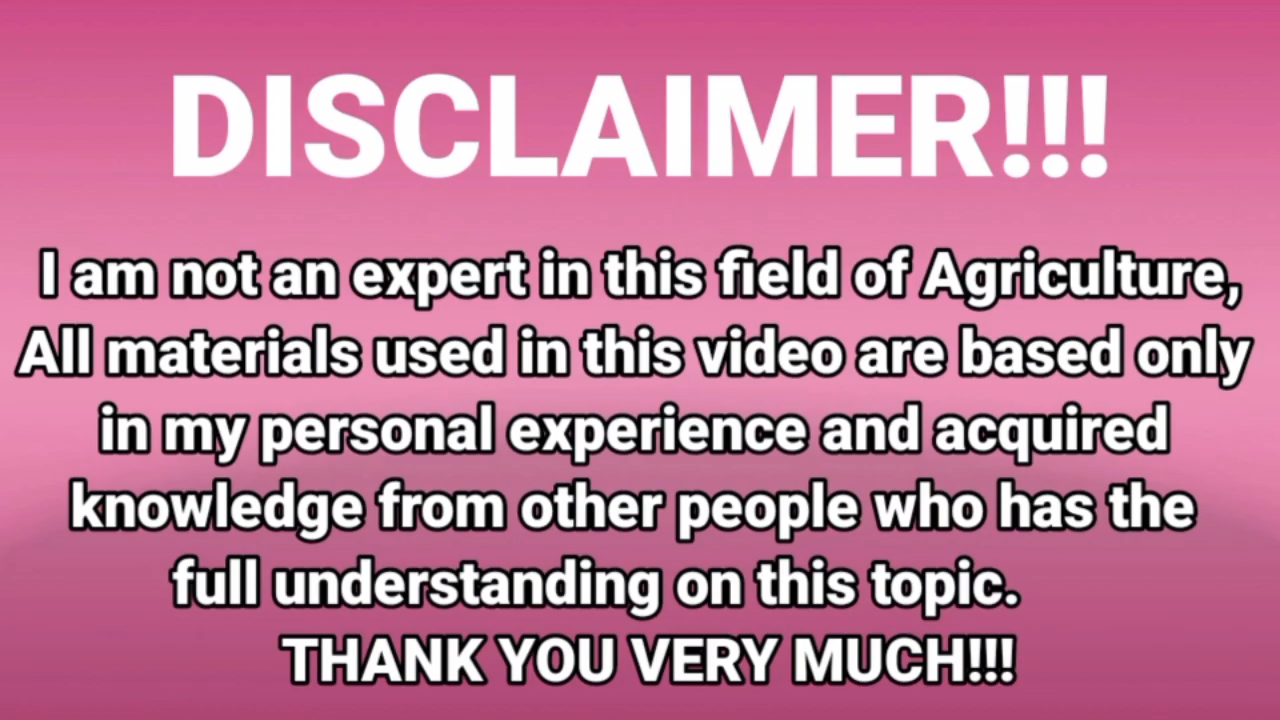 DISCLAIMER!!!
I am not an expert in this field of Agriculture,
All materials used in this video are based only
in my personal experience and acquired
knowledge from other people who has the
full understanding on this topic.
THANK YOU VERY MUCH!!!